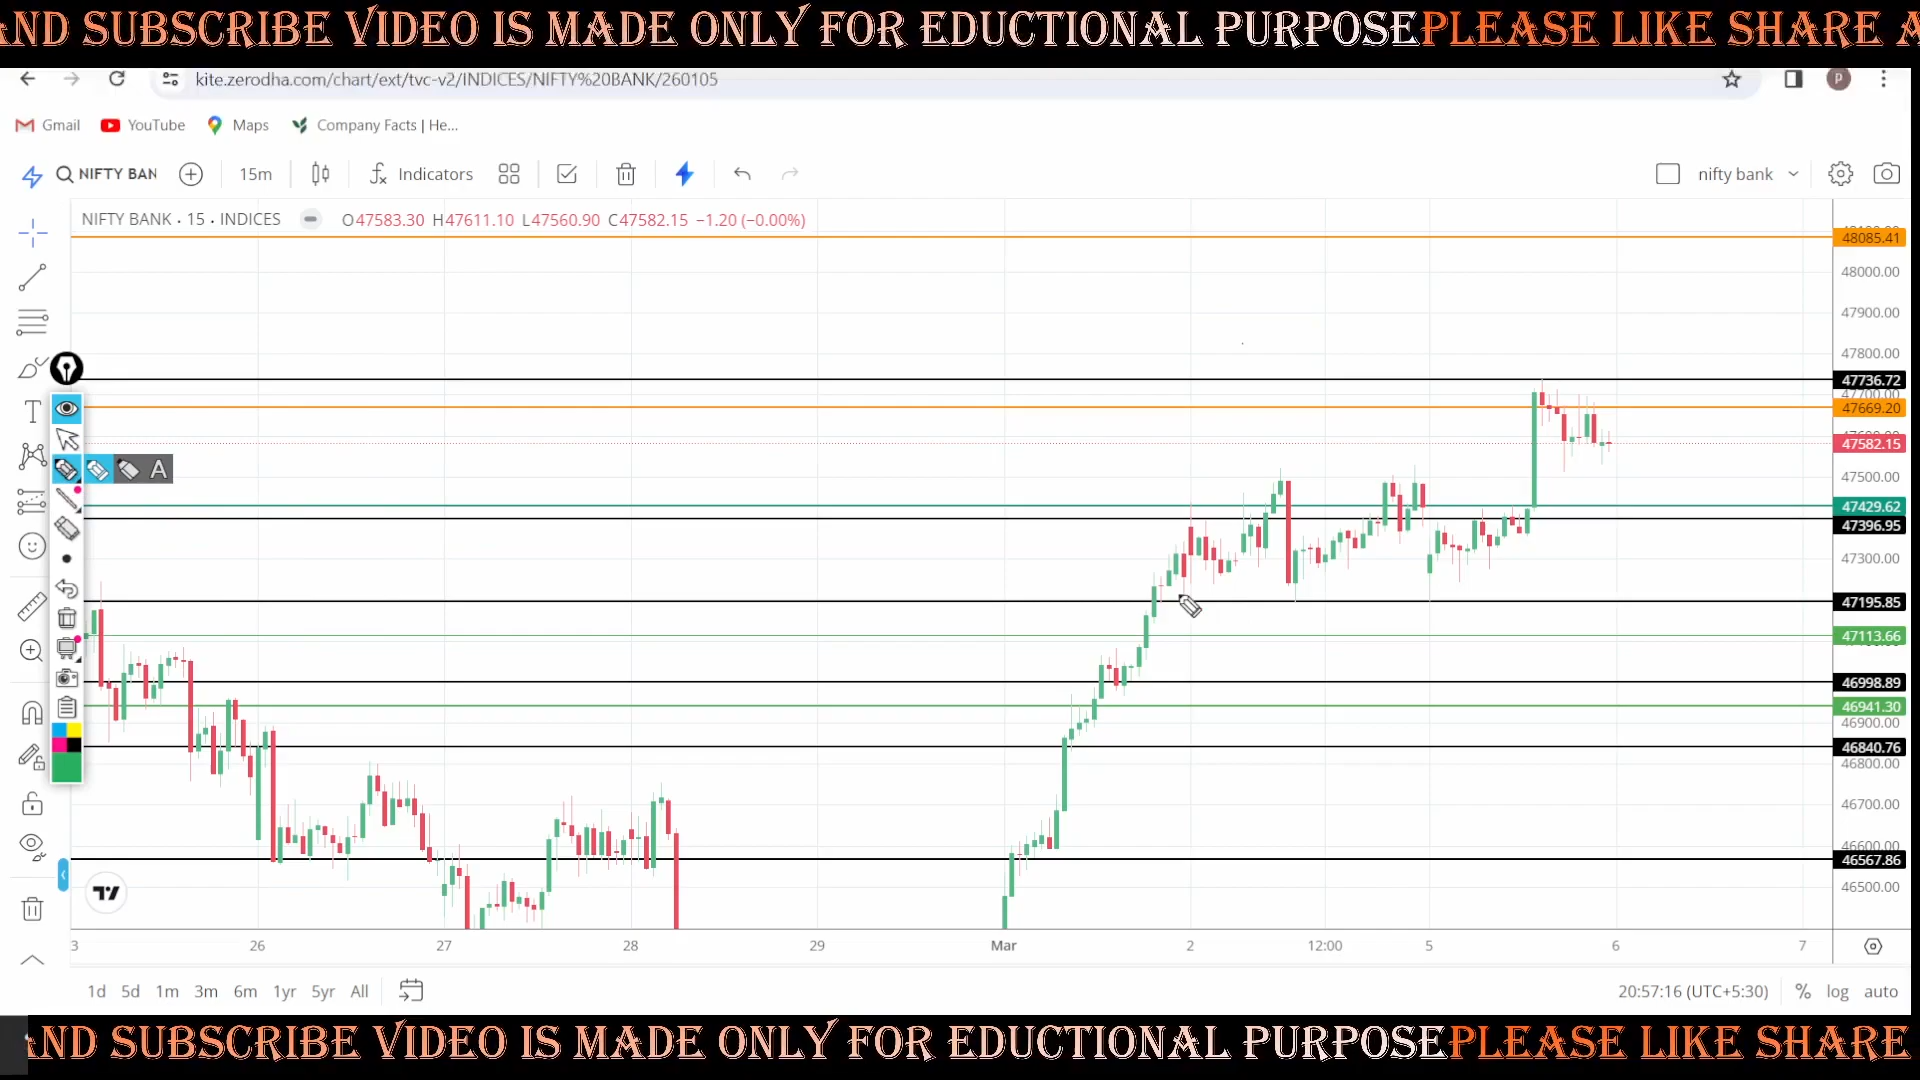 AND SUBSCRIBE VIDEO IS MADE ONLY FOR EDUCTIONAL PURPOSEPLEASE LIKE SHARE A
kite.zerodha.com/chart/ext/tvc-v2/INDICES/NIFTY%20BANK/260105
p
Gmail YouTube Maps Company Facts | He...
NIFTY BAN 15m Indicators nifty bank
NIFTY BANK · 15 · INDICES O47583.30 H47611.10 L47560.90 C47582.15 −1.20 (−0.00%)
48085.41
48000.00
47900.00
47800.00
47736.72
47669.20
47582.15
47500.00
47429.62
47396.95
47300.00
47195.85
47113.66
46998.89
46941.30
46900.00
46840.76
46800.00
46700.00
46600.00
46567.86
46500.00
T
A
3 26 27 28 29 Mar 2 12:00 5 6 7
1d 5d 1m 3m 6m 1yr 5yr All 20:57:16 (UTC+5:30) % log auto
AND SUBSCRIBE VIDEO IS MADE ONLY FOR EDUCTIONAL PURPOSEPLEASE LIKE SHARE